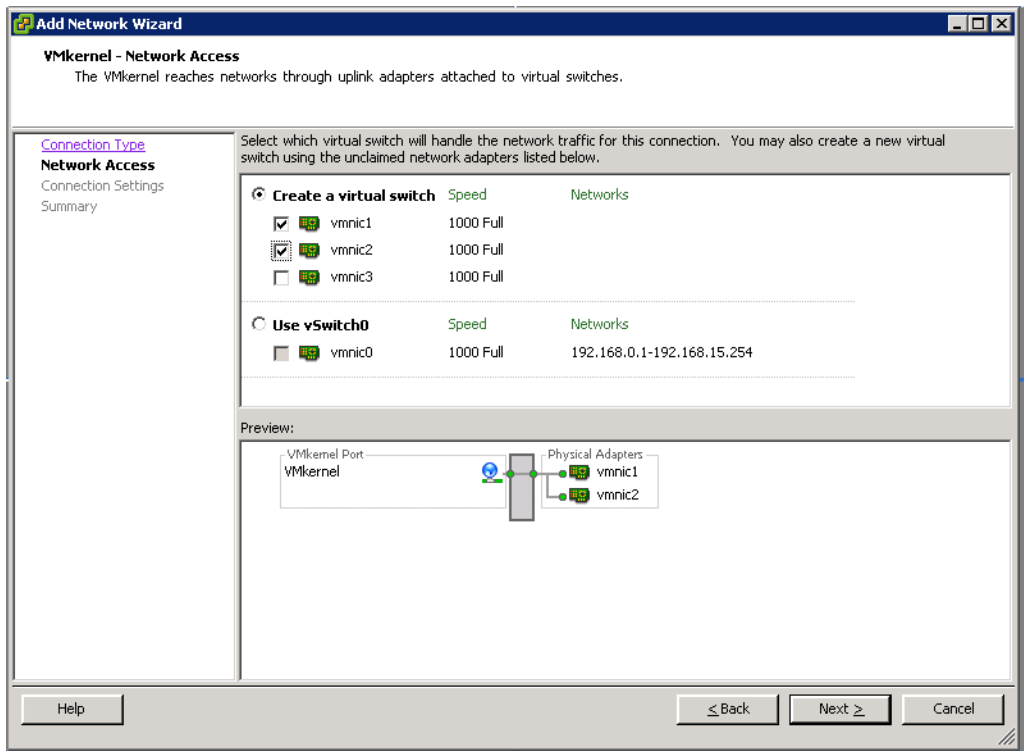 Add Network Wizard
VMkernel - Network Access
The VMkernel reaches networks through uplink adapters attached to virtual switches.
Connection Type
Network Access
Connection Settings
Summary
Select which virtual switch will handle the network traffic for this connection. You may also create a new virtual
switch using the unclaimed network adapters listed below.
Create a virtual switch Speed Networks
vmnic1 1000 Full
vmnic2 1000 Full
vmnic3 1000 Full
Use vSwitch0 Speed Networks
vmnic0 1000 Full 192.168.0.1-192.168.15.254
Preview:
VMkernel Port Physical Adapters
VMkernel vmnic1
vmnic2
Help < Back Next > Cancel